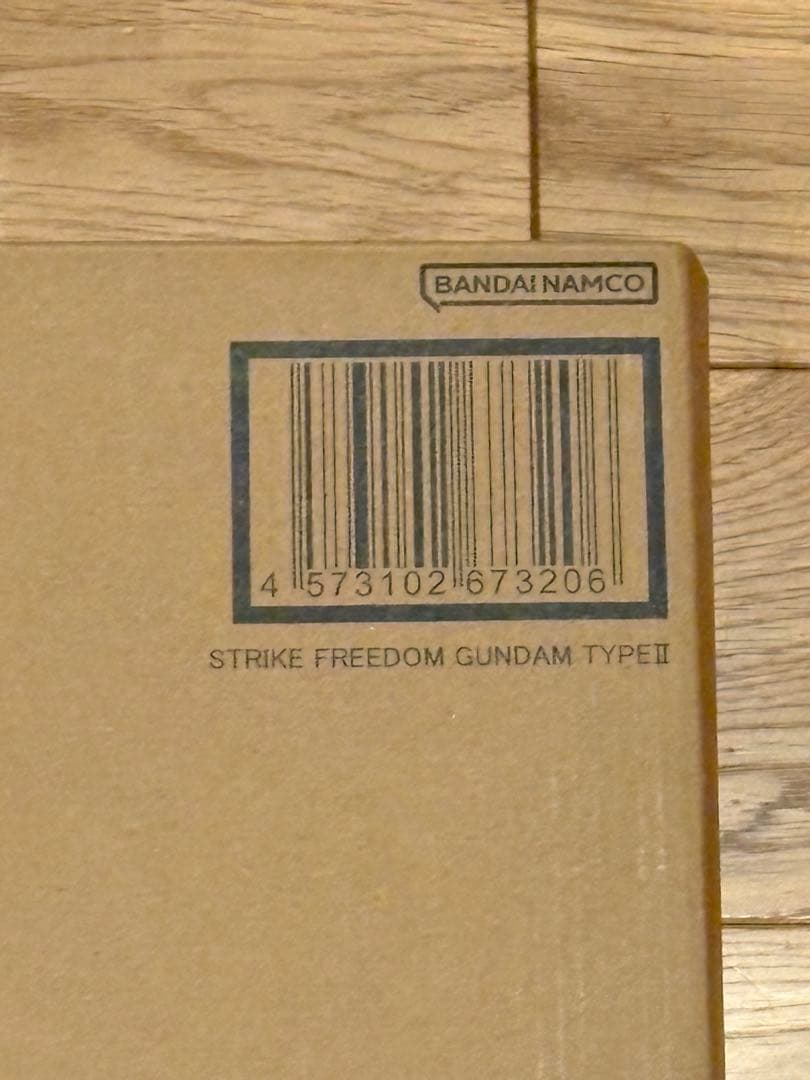 BANDAI NAMCO
4 573102 673206
STRIKE FREEDOM GUNDAM TYPEⅡ